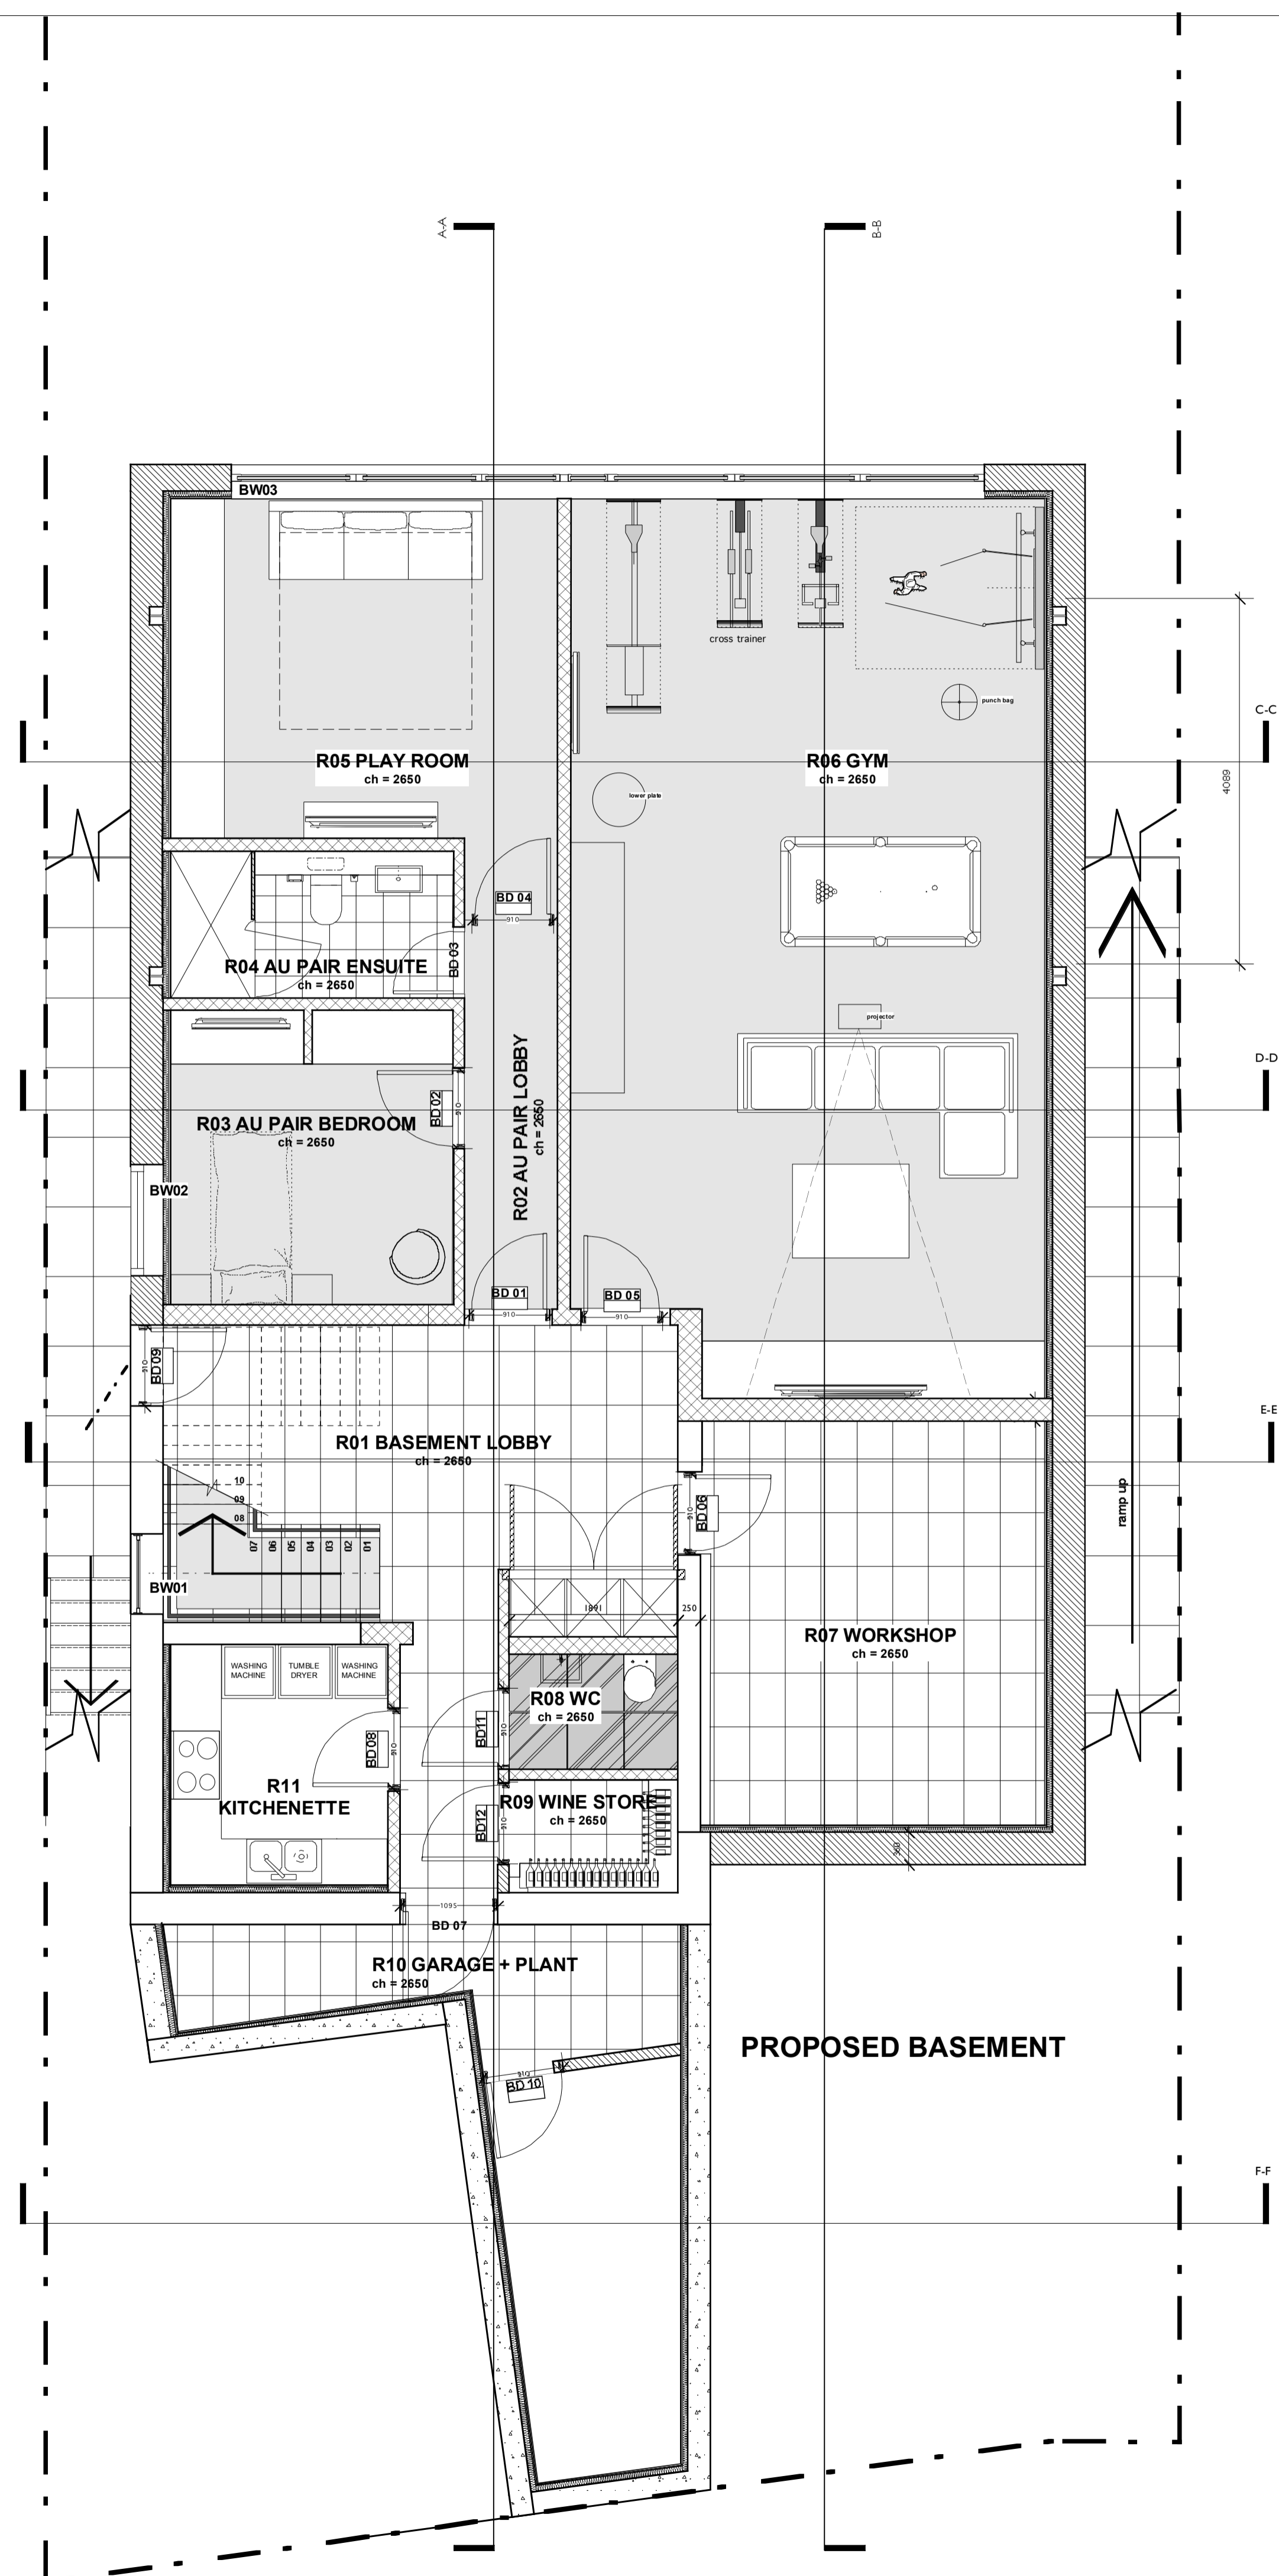 A-A
B-B
BW03
cross trainer
punch bag
C-C
R05 PLAY ROOM
ch = 2650
R06 GYM
ch = 2650
4089
lower plate
BD 04
910
R04 AU PAIR ENSUITE
ch = 2650
BD 03
projector
R02 AU PAIR LOBBY
ch = 2650
D-D
R03 AU PAIR BEDROOM
ch = 2650
BD 02
910
BW02
BD 01
910
BD 05
910
BD 09
910
E-E
R01 BASEMENT LOBBY
ch = 2650
10
09
08
07
06
05
04
03
02
01
BD 06
910
ramp up
BW01
1891
250
R07 WORKSHOP
ch = 2650
WASHING
MACHINE
TUMBLE
DRYER
WASHING
MACHINE
R08 WC
ch = 2650
BD11
910
BD 08
910
R11
KITCHENETTE
R09 WINE STORE
ch = 2650
BD12
910
360
1095
BD 07
R10 GARAGE + PLANT
ch = 2650
PROPOSED BASEMENT
910
BD 10
F-F